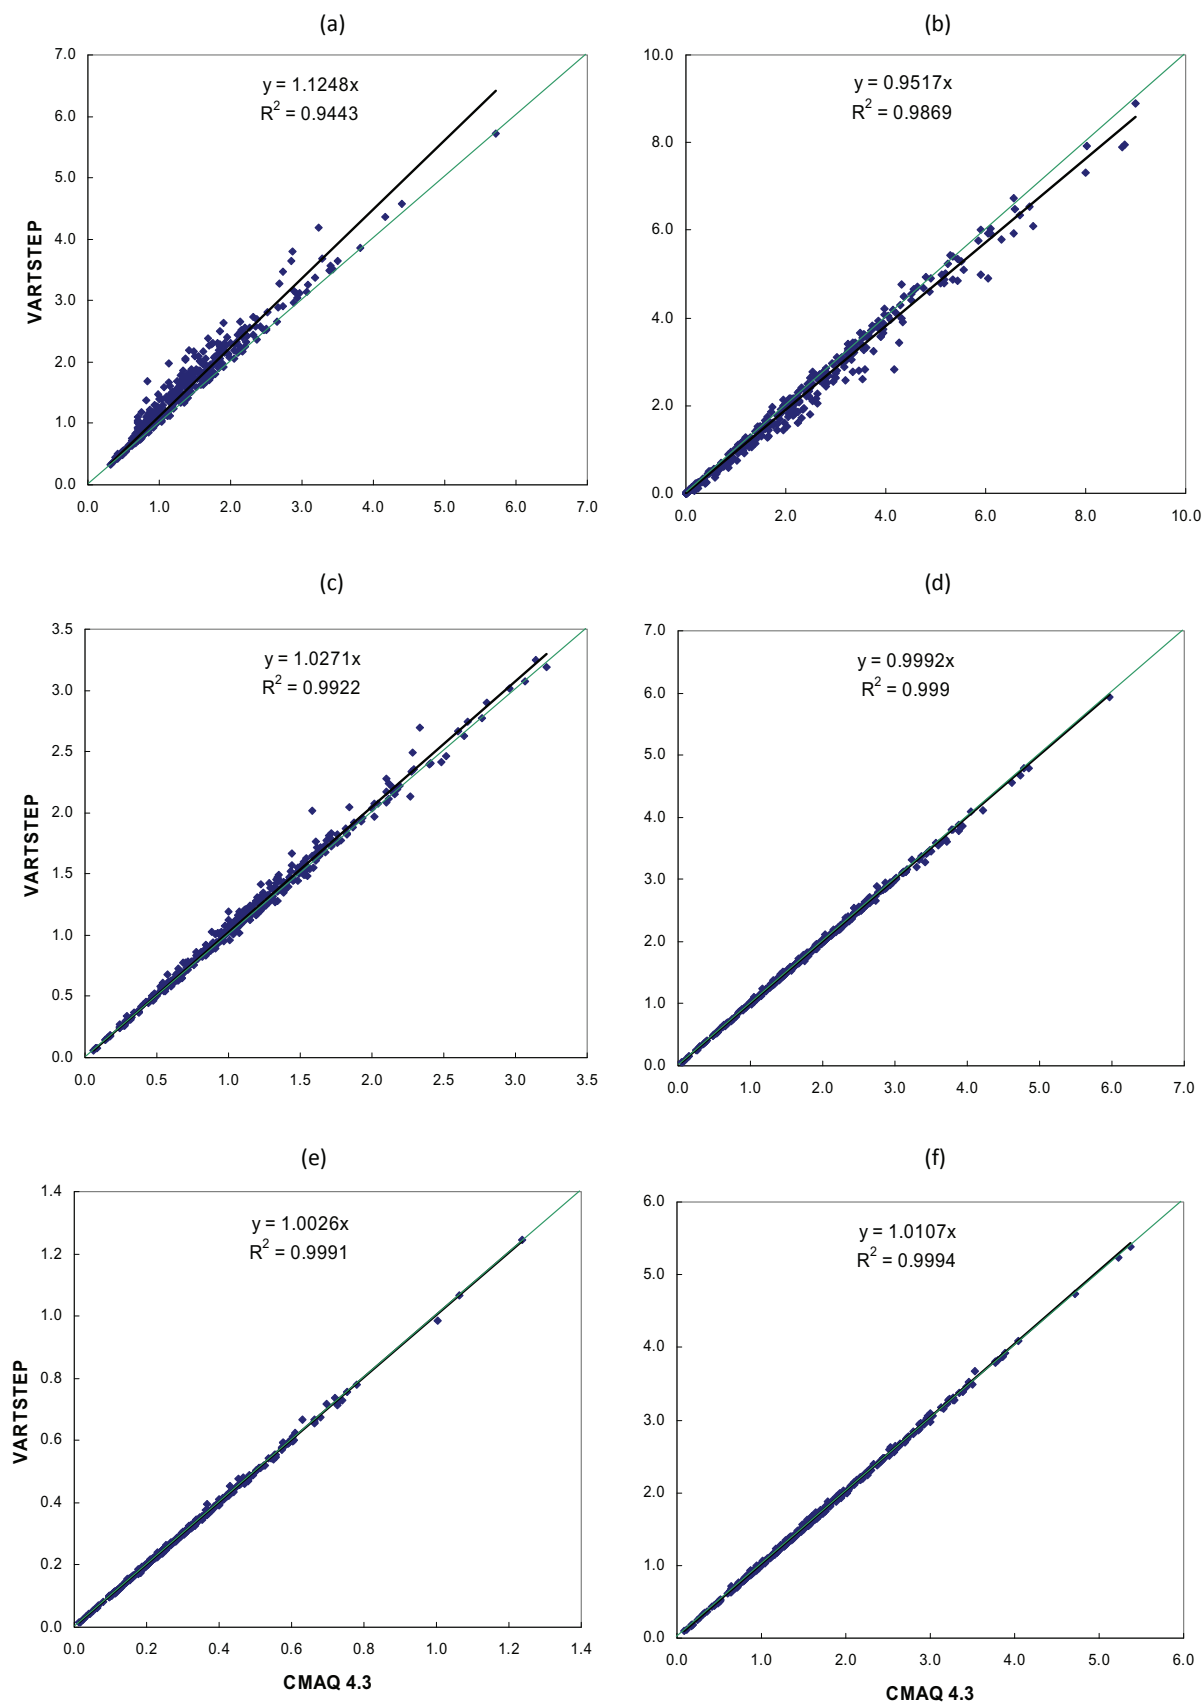 (a)
7.0
6.0
5.0
4.0
3.0
2.0
1.0
0.0
VARTSTEP
y = 1.1248x
R² = 0.9443
0.0 1.0 2.0 3.0 4.0 5.0 6.0 7.0
(b)
10.0
8.0
6.0
4.0
2.0
0.0
y = 0.9517x
R² = 0.9869
0.0 2.0 4.0 6.0 8.0 10.0
(c)
3.5
3.0
2.5
2.0
1.5
1.0
0.5
0.0
VARTSTEP
y = 1.0271x
R² = 0.9922
0.0 0.5 1.0 1.5 2.0 2.5 3.0 3.5
(d)
7.0
6.0
5.0
4.0
3.0
2.0
1.0
0.0
y = 0.9992x
R² = 0.999
0.0 1.0 2.0 3.0 4.0 5.0 6.0 7.0
(e)
1.4
1.2
1.0
0.8
0.6
0.4
0.2
0.0
VARTSTEP
y = 1.0026x
R² = 0.9991
0.0 0.2 0.4 0.6 0.8 1.0 1.2 1.4
CMAQ 4.3
(f)
6.0
5.0
4.0
3.0
2.0
1.0
0.0
y = 1.0107x
R² = 0.9994
0.0 1.0 2.0 3.0 4.0 5.0 6.0
CMAQ 4.3